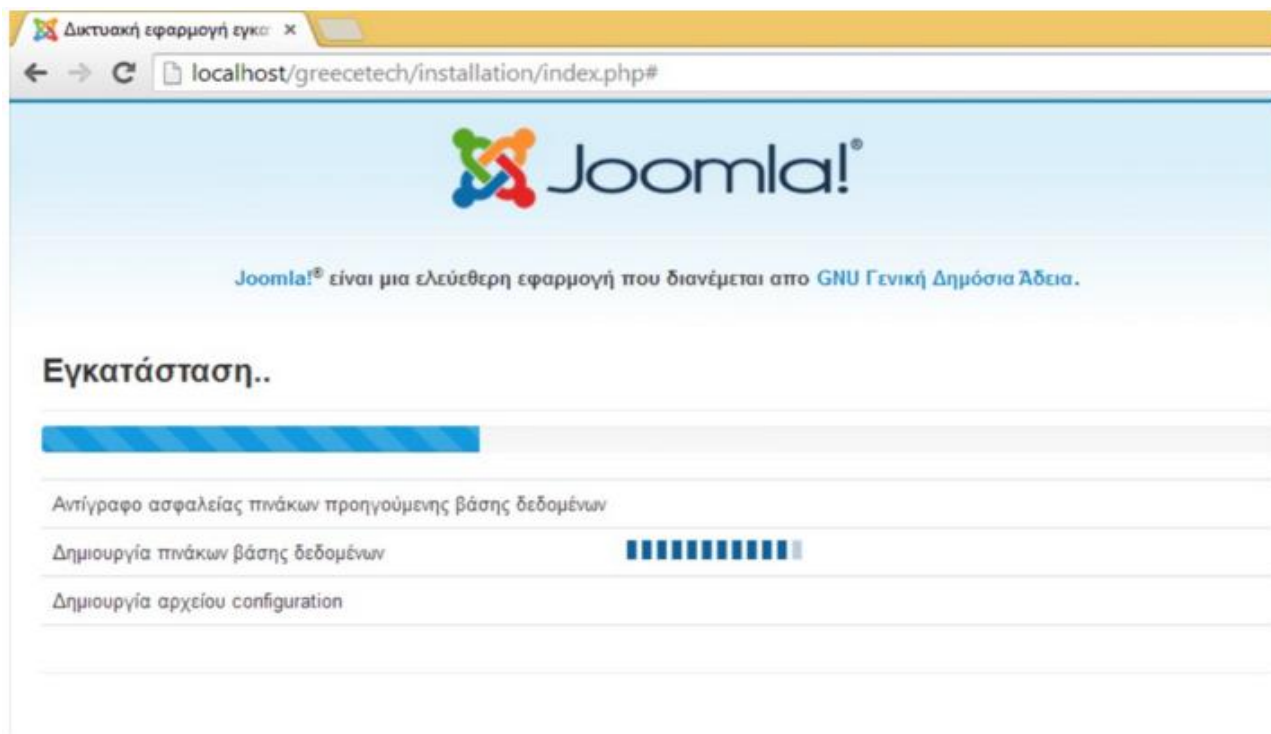 Δικτυακή εφαρμογή εγκα
localhost/greecetech/installation/index.php#
Joomla!®
Joomla!® είναι μια ελεύεθερη εφαρμογή που διανέμεται απο GNU Γενική Δημόσια Άδεια.
Εγκατάσταση..
Αντίγραφο ασφαλείας πινάκων προηγούμενης βάσης δεδομένων
Δημιουργία πινάκων βάσης δεδομένων
Δημιουργία αρχείου configuration